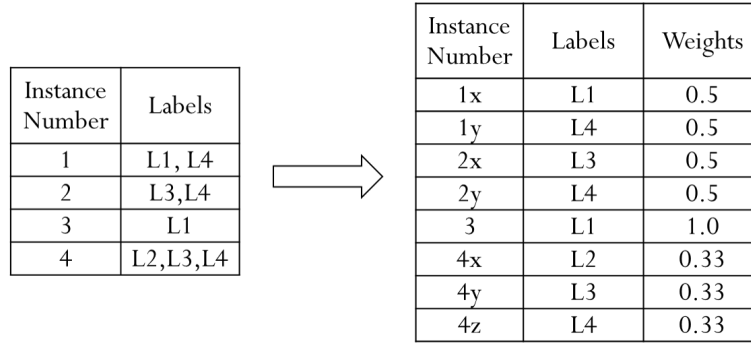 Instance Number Labels
1 L1, L4
2 L3,L4
3 L1
4 L2,L3,L4
Instance Number Labels Weights
1x L1 0.5
1y L4 0.5
2x L3 0.5
2y L4 0.5
3 L1 1.0
4x L2 0.33
4y L3 0.33
4z L4 0.33